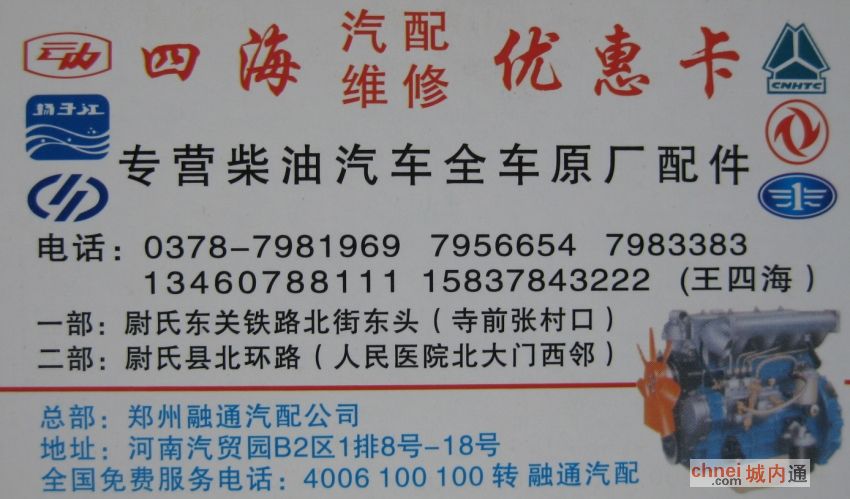 四海 汽配维修 优惠卡
扬子江
CNHTC
专营柴油汽车全车原厂配件
电话：0378-7981969 7956654 7983383
13460788111 15837843222 (王四海)
一部：尉氏东关铁路北街东头（寺前张村口）
二部：尉氏县北环路（人民医院北大门西邻）
总部：郑州融通汽配公司
地址：河南汽贸园B2区1排8号-18号
全国免费服务电话：4006 100 100 转 融通汽配
chnei.com 城内通